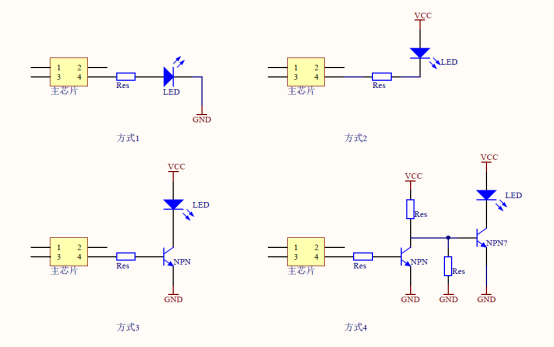 VCC
1 2
3 4
主芯片
Res
LED
GND
方式1
1 2
3 4
主芯片
Res
LED
方式2
VCC
LED
1 2
3 4
主芯片
Res
NPN
GND
方式3
VCC
VCC
LED
Res
1 2
3 4
主芯片
Res
NPN
NPN?
Res
GND
GND
GND
方式4